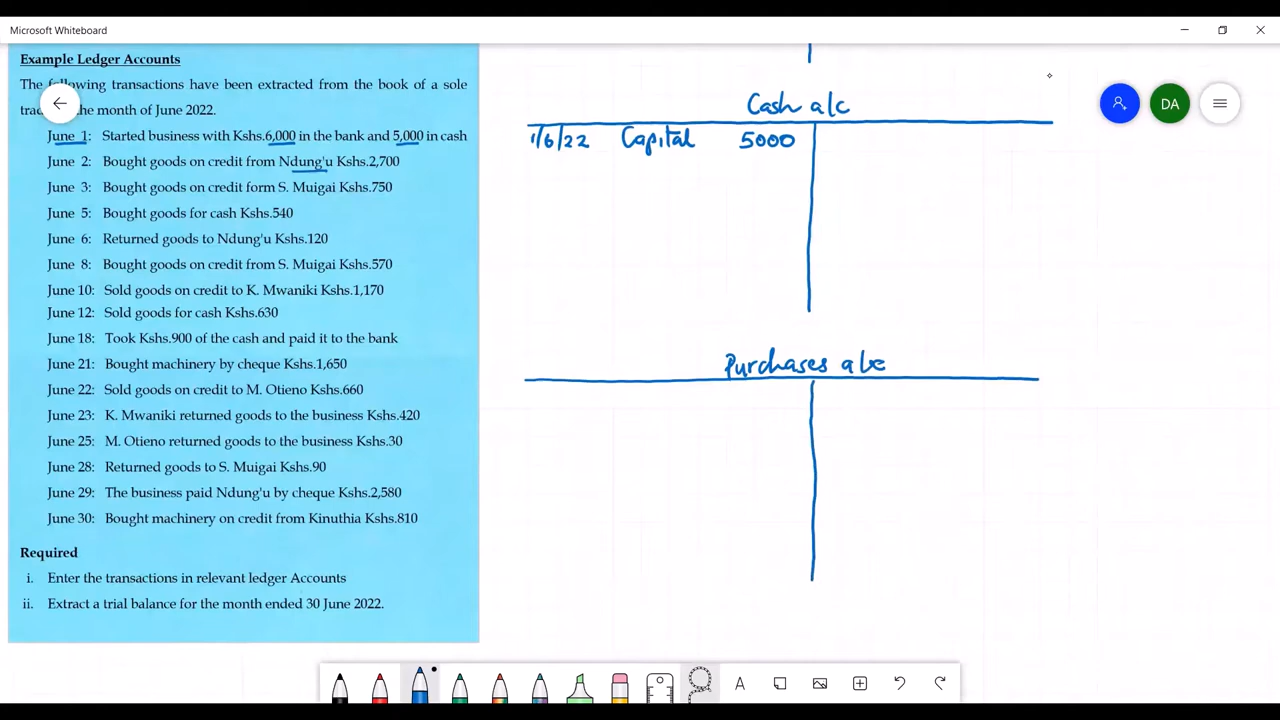 Microsoft Whiteboard
Example Ledger Accounts
The following transactions have been extracted from the book of a sole
the month of June 2022.
June 1: Started business with Kshs.6,000 in the bank and 5,000 in cash
June 2: Bought goods on credit from Ndung'u Kshs.2,700
June 3: Bought goods on credit form S. Muigai Kshs.750
June 5: Bought goods for cash Kshs.540
June 6: Returned goods to Ndung'u Kshs.120
June 8: Bought goods on credit from S. Muigai Kshs.570
June 10: Sold goods on credit to K. Mwaniki Kshs.1,170
June 12: Sold goods for cash Kshs.630
June 18: Took Kshs.900 of the cash and paid it to the bank
June 21: Bought machinery by cheque Kshs.1,650
June 22: Sold goods on credit to M. Otieno Kshs.660
June 23: K. Mwaniki returned goods to the business Kshs.420
June 25: M. Otieno returned goods to the business Kshs.30
June 28: Returned goods to S. Muigai Kshs.90
June 29: The business paid Ndung'u by cheque Kshs.2,580
June 30: Bought machinery on credit from Kinuthia Kshs.810
Required
i. Enter the transactions in relevant ledger Accounts
ii. Extract a trial balance for the month ended 30 June 2022.
Cash a/c
1/6/22 Capital 5000
Purchases a/c
DA
A